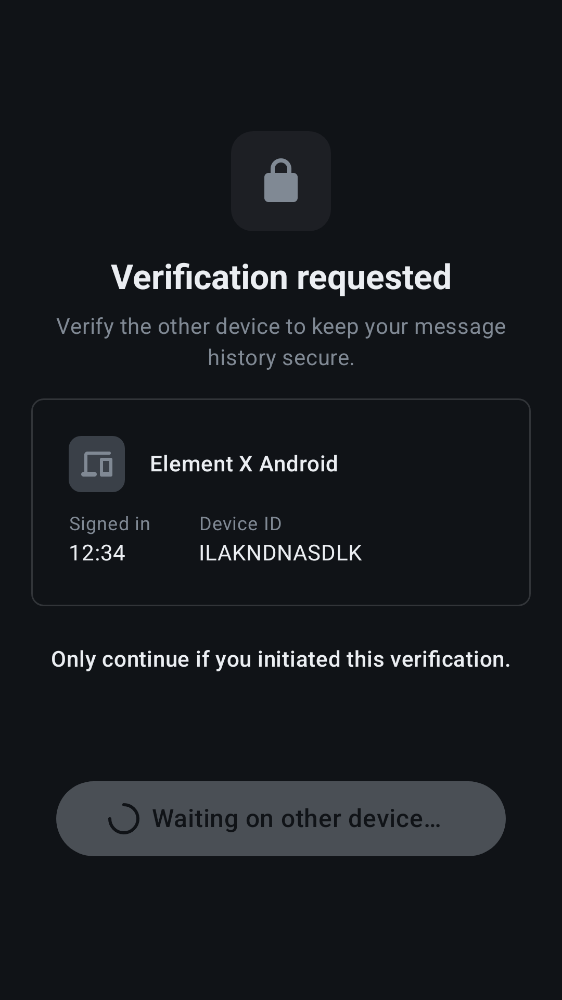 Verification requested
Verify the other device to keep your message
history secure.
Element X Android
Signed in
Device ID
12:34
ILAKNDNASDLK
Only continue if you initiated this verification.
Waiting on other device…